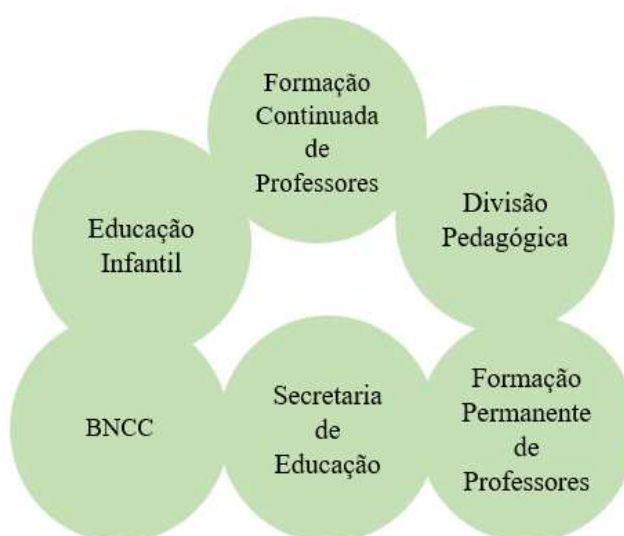 Formação
Continuada
de
Professores
Educação
Infantil
Divisão
Pedagógica
BNCC
Secretaria
de
Educação
Formação
Permanente
de
Professores